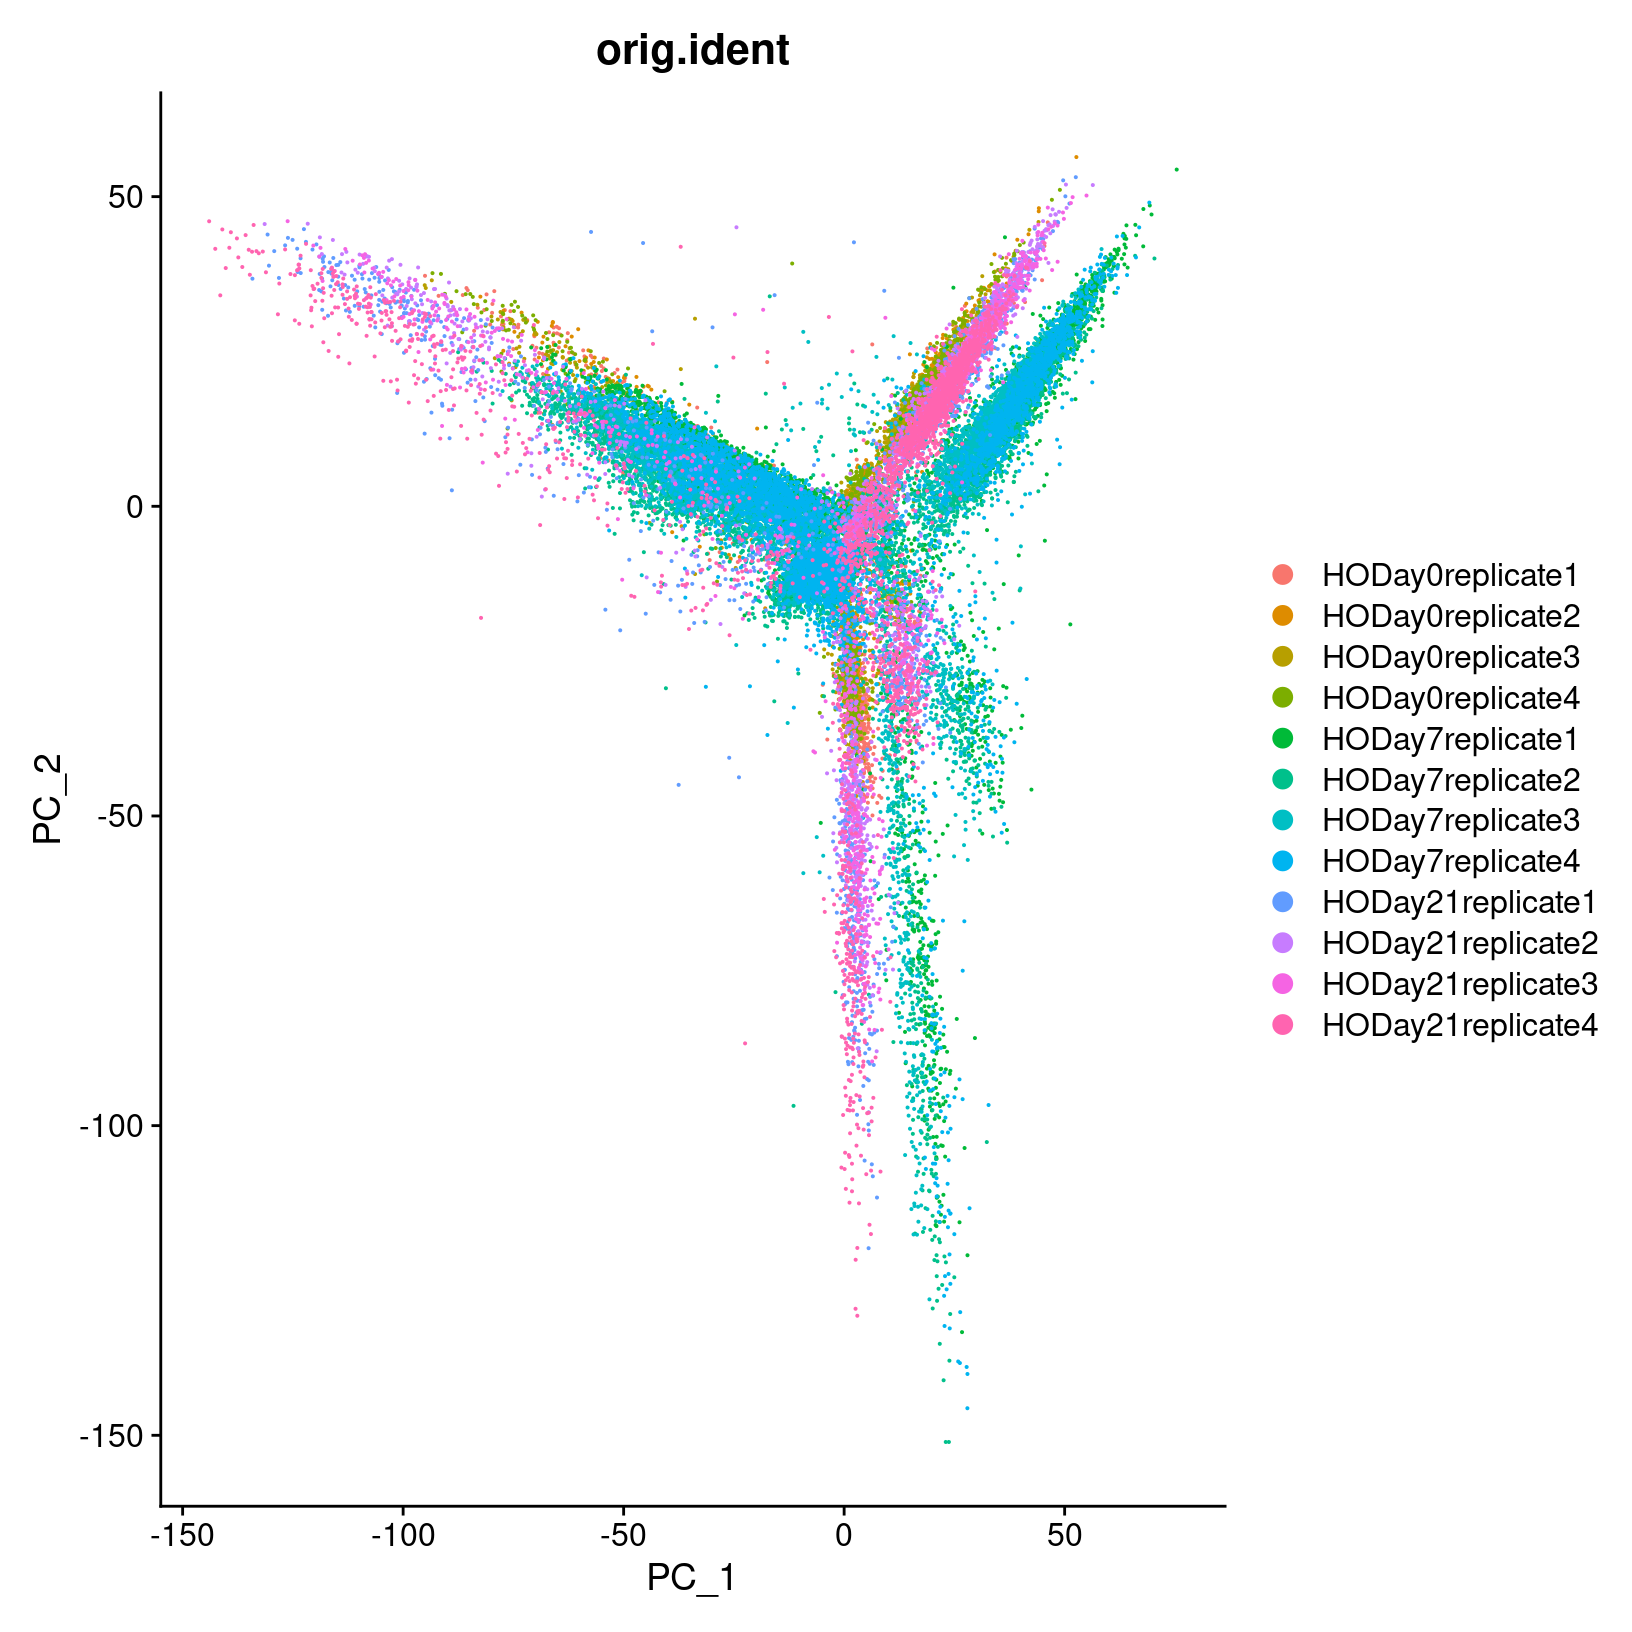 orig.ident
50
0
-50
-100
-150
PC_2
-150
-100
-50
0
50
PC_1
HODay0replicate1
HODay0replicate2
HODay0replicate3
HODay0replicate4
HODay7replicate1
HODay7replicate2
HODay7replicate3
HODay7replicate4
HODay21replicate1
HODay21replicate2
HODay21replicate3
HODay21replicate4